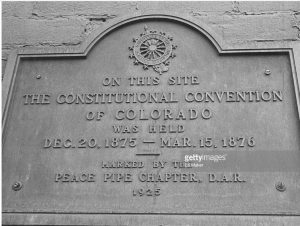 ON THIS SITE
THE CONSTITUTIONAL CONVENTION
OF COLORADO
WAS HELD
DEC. 20, 1875 — MAR. 15, 1876
gettyimages
MARKED BY THE
PEACE PIPE CHAPTER, D.A.R.
1925